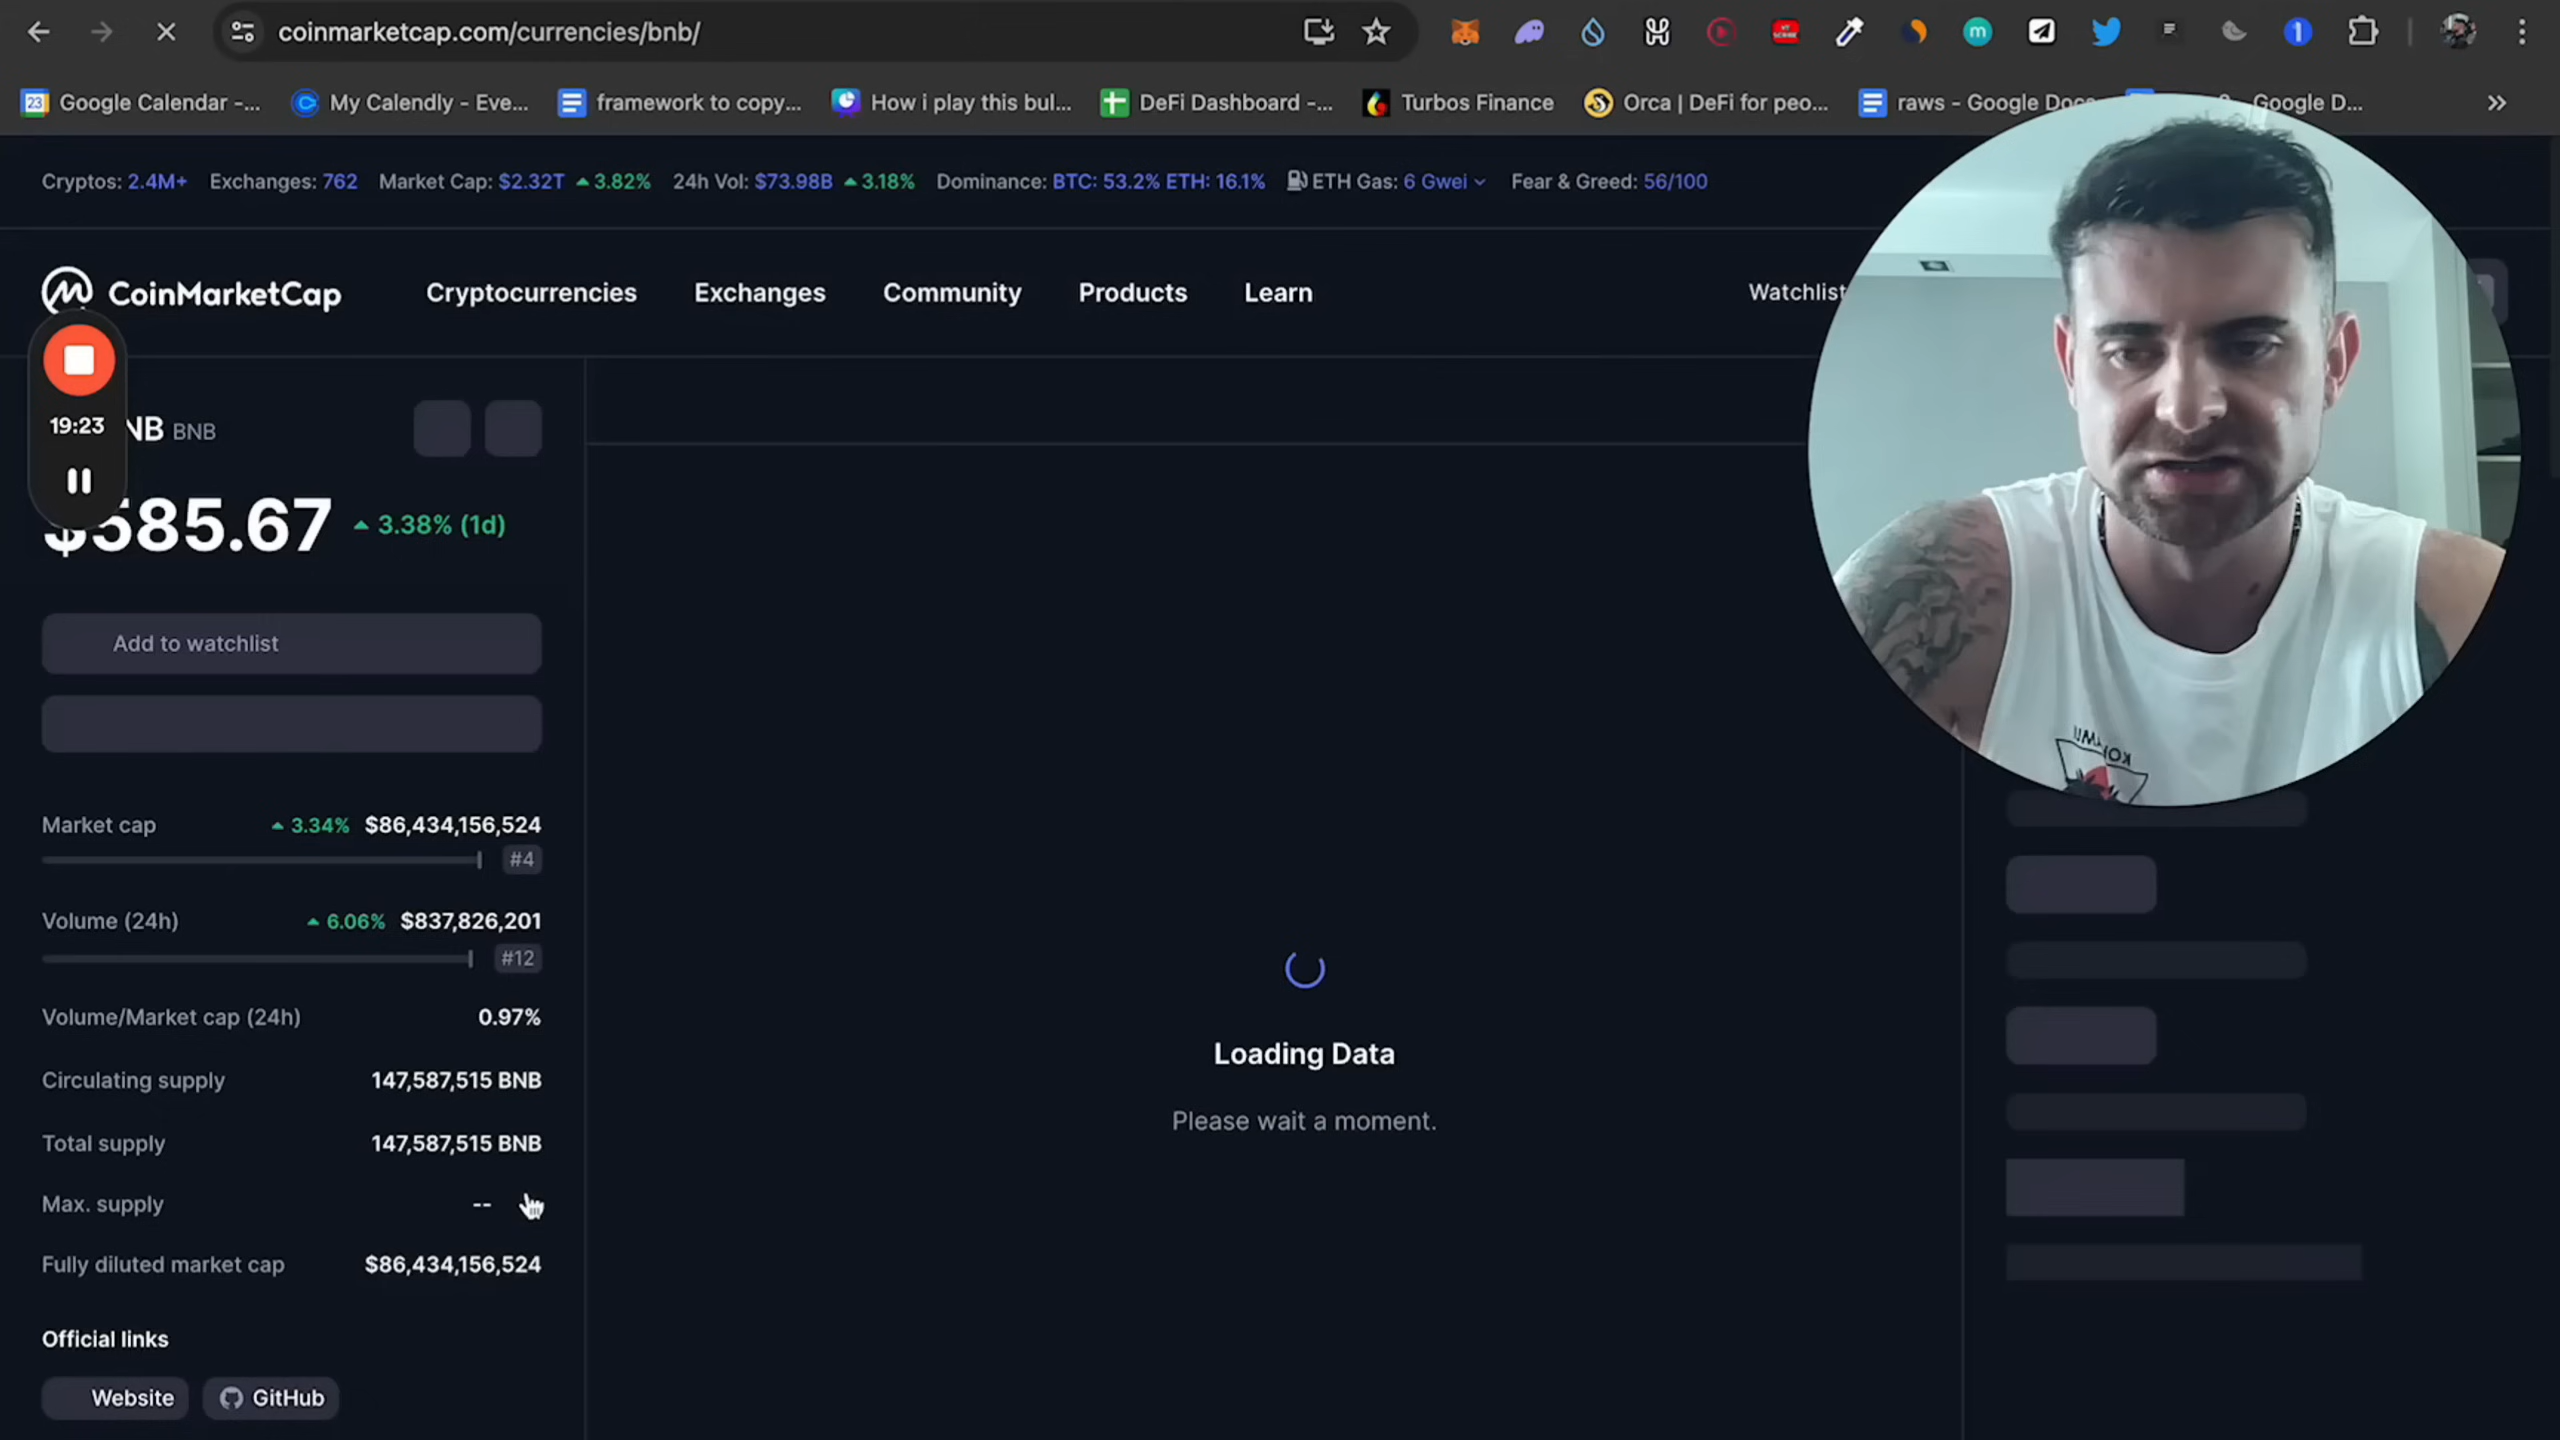 coinmarketcap.com/currencies/bnb/
23 Google Calendar -... My Calendly - Eve... framework to copy... How i play this bul... DeFi Dashboard -... Turbos Finance Orca | DeFi for peo... raws - Google Docs Google D...
Cryptos: 2.4M+ Exchanges: 762 Market Cap: $2.32T 3.82% 24h Vol: $73.98B 3.18% Dominance: BTC: 53.2% ETH: 16.1% ETH Gas: 6 Gwei Fear & Greed: 56/100
CoinMarketCap Cryptocurrencies Exchanges Community Products Learn Watchlist
19:23
NB BNB
$585.67 3.38% (1d)
Add to watchlist
Market cap 3.34% $86,434,156,524
#4
Volume (24h) 6.06% $837,826,201
#12
Volume/Market cap (24h) 0.97%
Circulating supply 147,587,515 BNB
Total supply 147,587,515 BNB
Max. supply --
Fully diluted market cap $86,434,156,524
Official links
Website GitHub
Loading Data
Please wait a moment.